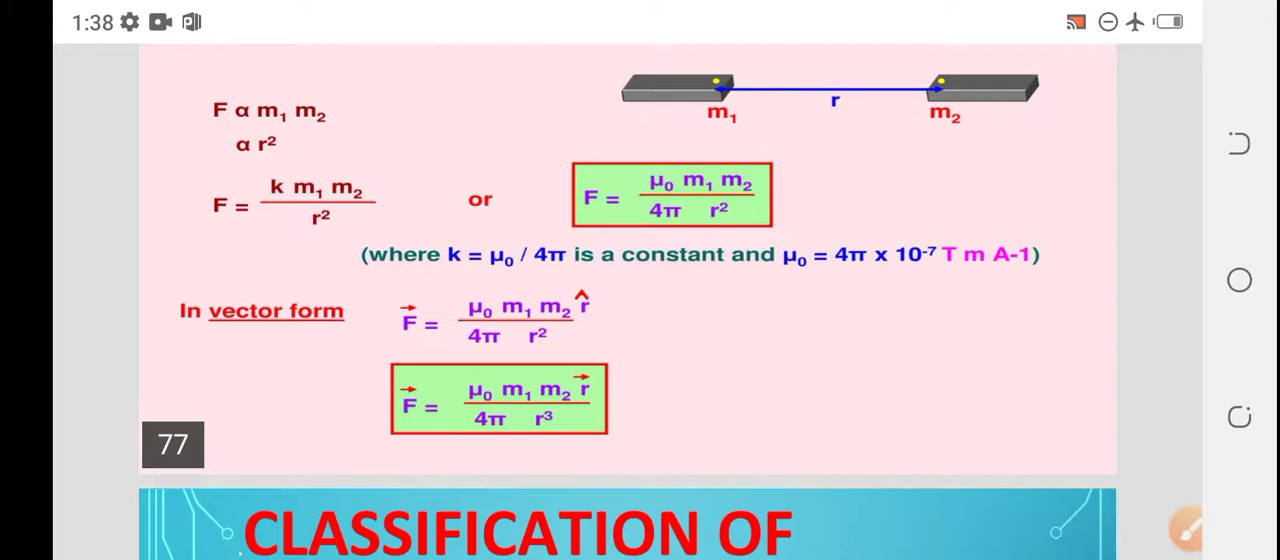 1:38
m₁ r m₂
F α m₁ m₂
α r²
F = k m₁ m₂ / r² or F = μ₀ m₁ m₂ / 4π r²
(where k = μ₀ / 4π is a constant and μ₀ = 4π x 10⁻⁷ T m A-1)
In vector form F⃗ = μ₀ m₁ m₂ r̂ / 4π r²
F⃗ = μ₀ m₁ m₂ r⃗ / 4π r³
77
CLASSIFICATION OF